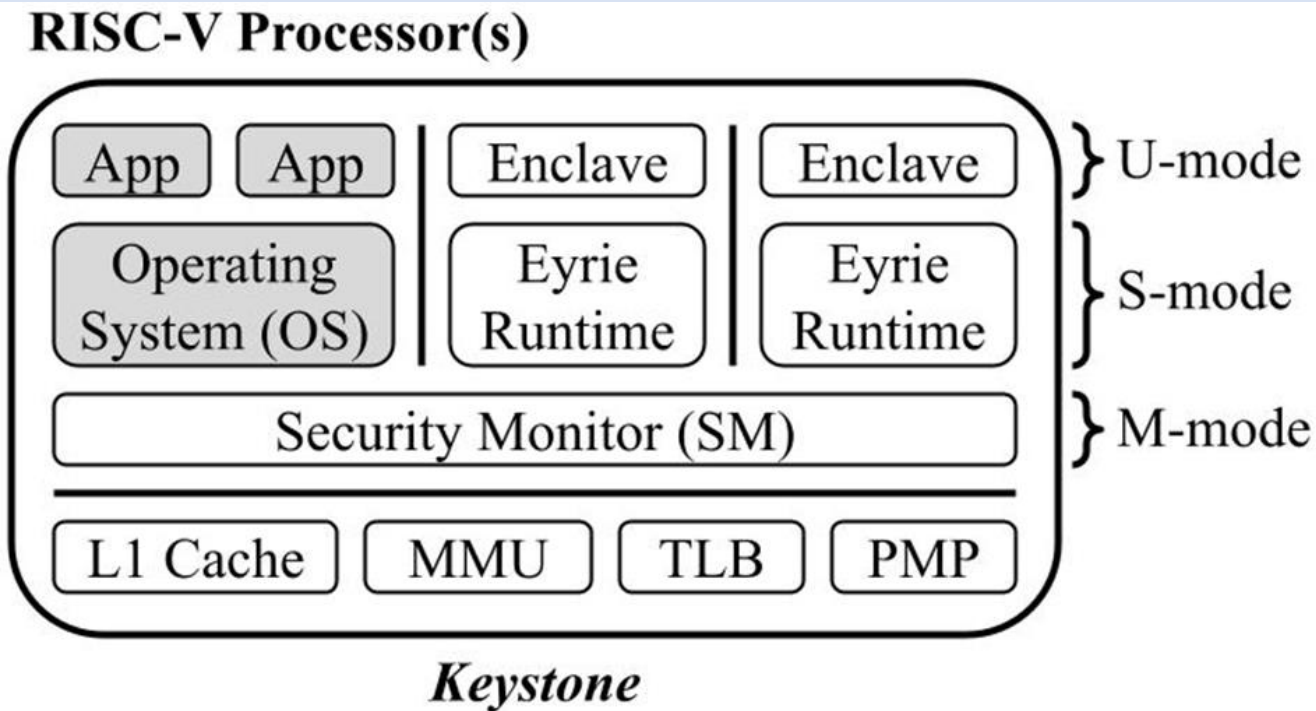 RISC-V Processor(s)
App App Enclave Enclave } U-mode
Operating System (OS)
Eyrie Runtime
Eyrie Runtime
} S-mode
Security Monitor (SM) } M-mode
L1 Cache MMU TLB PMP
Keystone